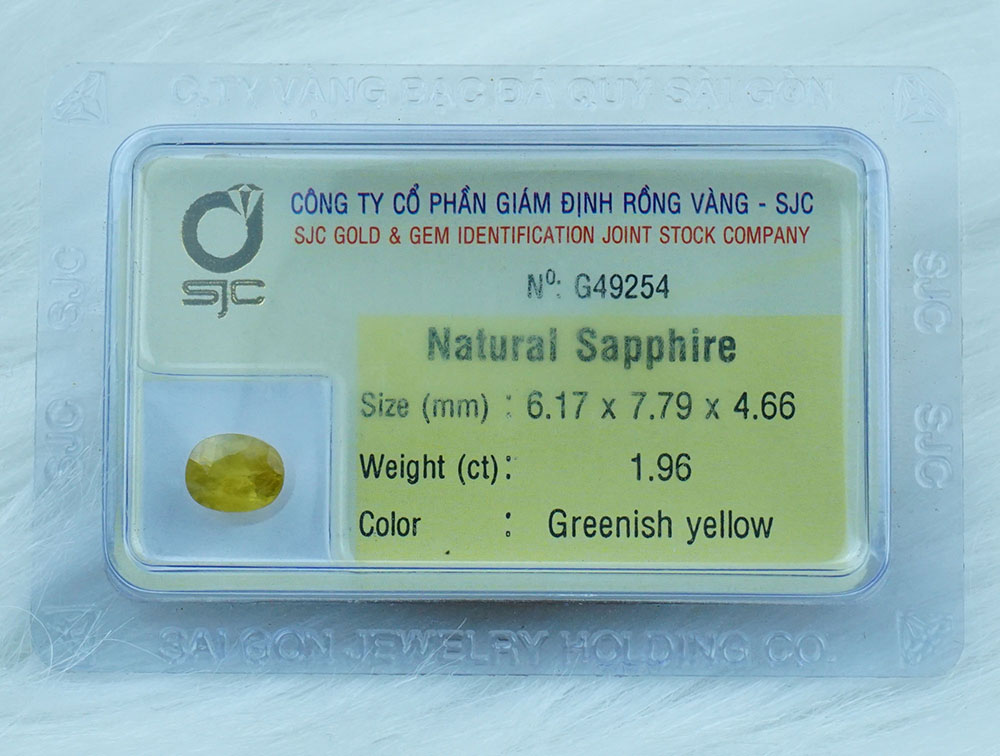 C.TY VÀNG BẠC ĐÁ QUÝ SÀI GÒN
SJC
CÔNG TY CỔ PHẦN GIÁM ĐỊNH RỒNG VÀNG - SJC
SJC GOLD & GEM IDENTIFICATION JOINT STOCK COMPANY
Nº: G49254
Natural Sapphire
Size (mm) : 6.17 x 7.79 x 4.66
Weight (ct) : 1.96
Color : Greenish yellow
SJC
SJC
SJC
SJC
SAIGON JEWELRY HOLDING CO.